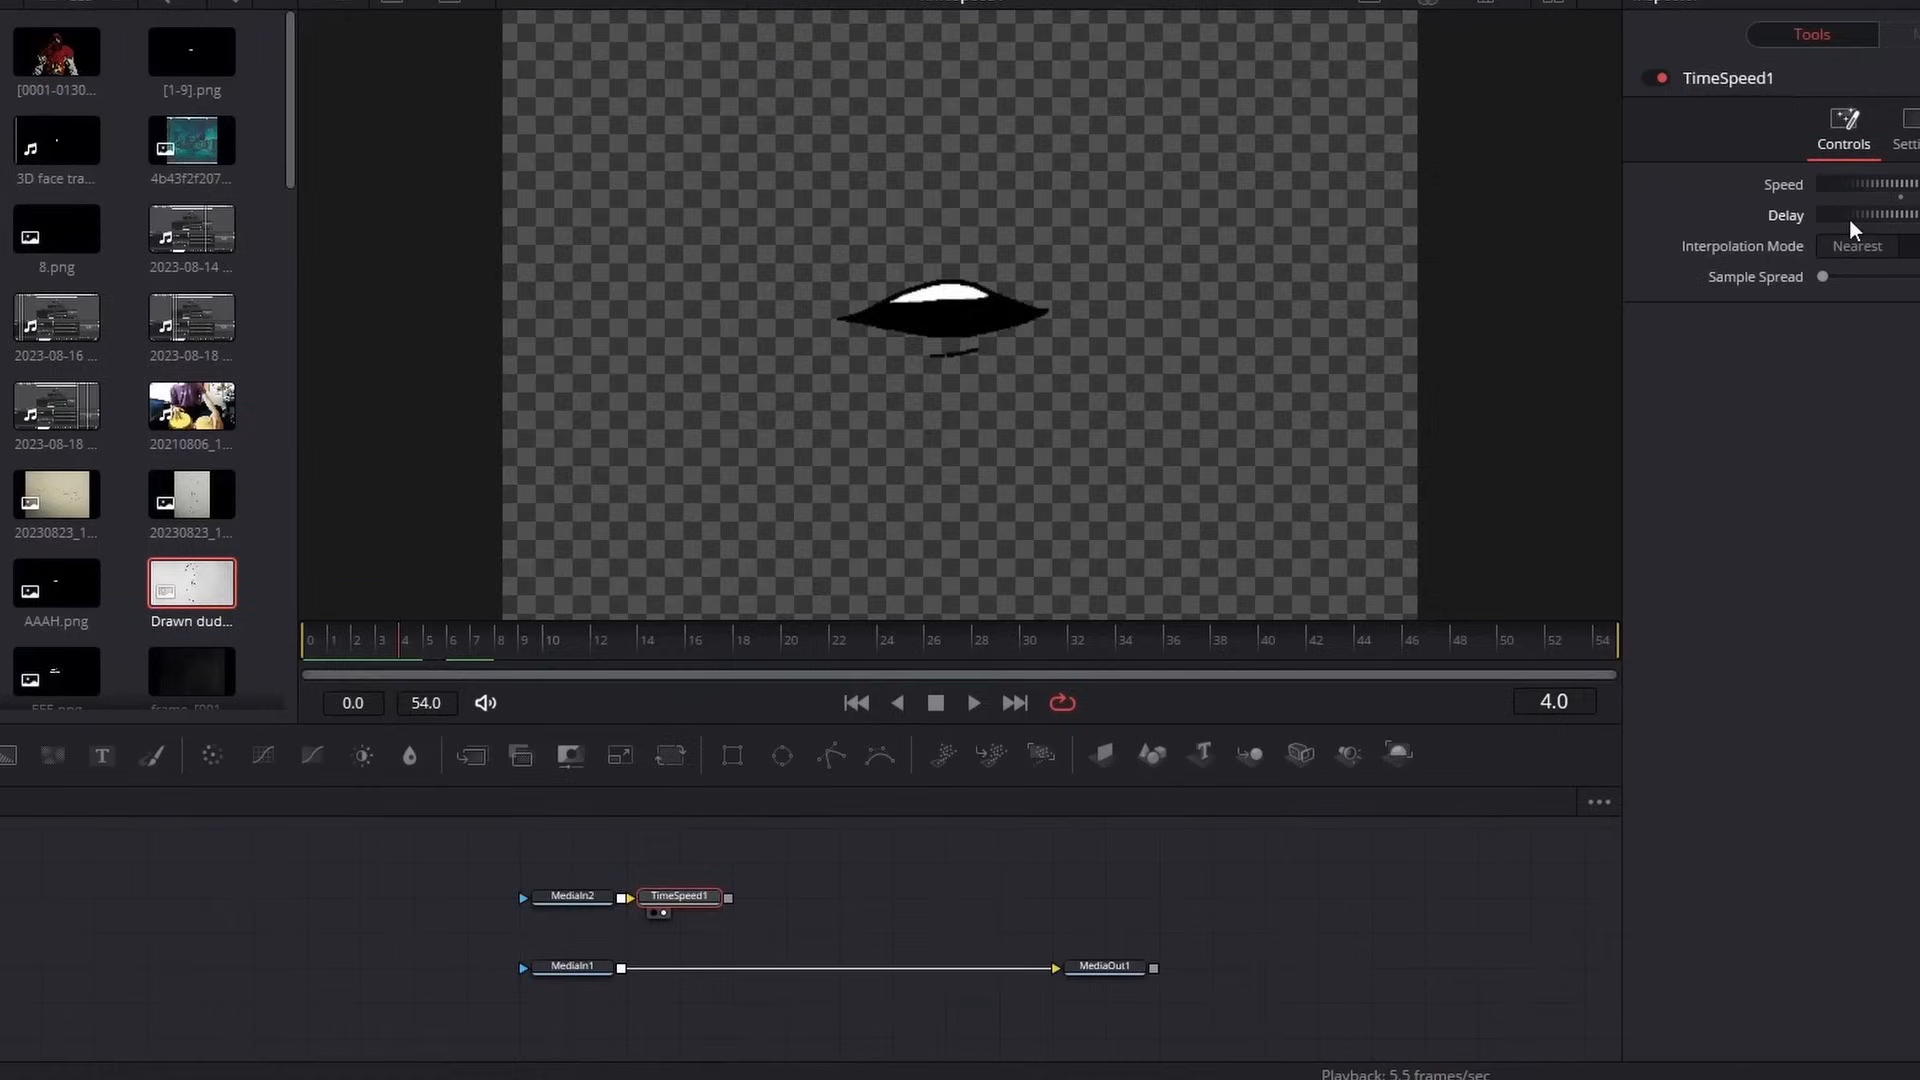 Tools
TimeSpeed1
Controls
Setti
Speed
Delay
Interpolation Mode Nearest
Sample Spread
[0001-0130... [1-9].png
3D face tra... 4b43f2f207...
8.png 2023-08-14 ...
2023-08-16 ... 2023-08-18 ...
2023-08-18 ... 20210806_1...
20230823_1... 20230823_1...
AAAH.png Drawn dud...
0 1 2 3 4 5 6 7 8 9 10 12 14 16 18 20 22 24 26 28 30 32 34 36 38 40 42 44 46 48 50 52 54
0.0 54.0 4.0
T
MediaIn2 TimeSpeed1
MediaIn1 MediaOut1
Playback: 5.5 frames/sec